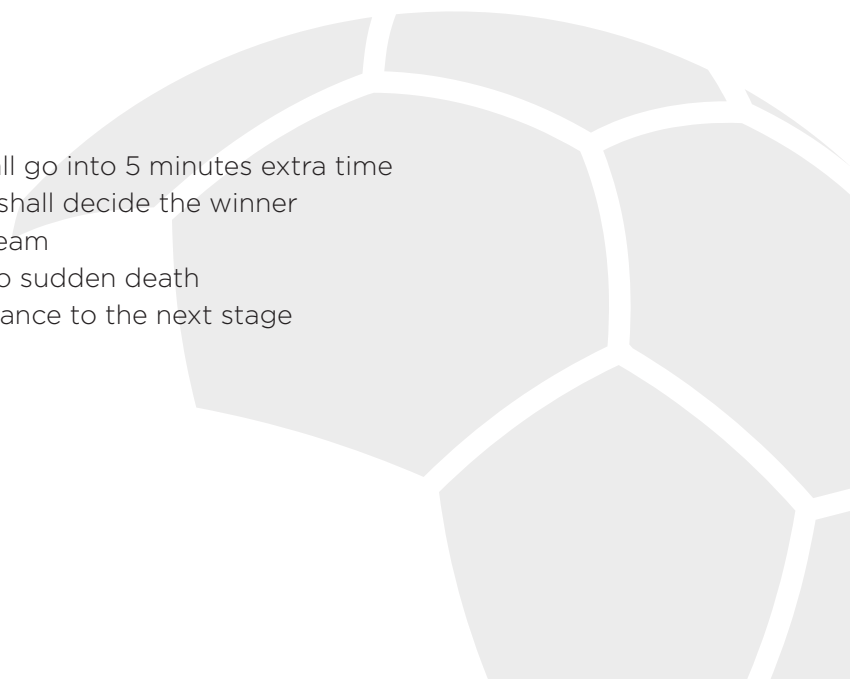 ll go into 5 minutes extra time
shall decide the winner
eam
o sudden death
ance to the next stage